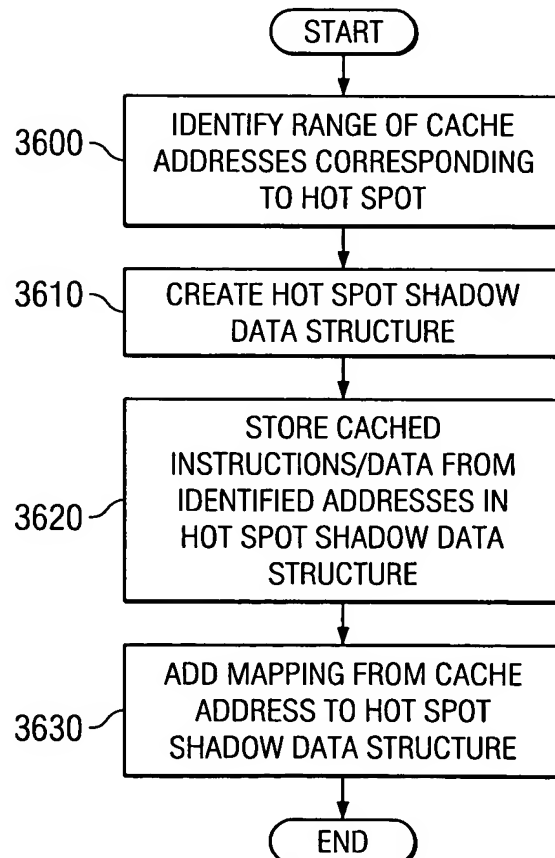 START
3600
IDENTIFY RANGE OF CACHE
ADDRESSES CORRESPONDING
TO HOT SPOT
3610
CREATE HOT SPOT SHADOW
DATA STRUCTURE
3620
STORE CACHED
INSTRUCTIONS/DATA FROM
IDENTIFIED ADDRESSES IN
HOT SPOT SHADOW DATA
STRUCTURE
3630
ADD MAPPING FROM CACHE
ADDRESS TO HOT SPOT
SHADOW DATA STRUCTURE
END